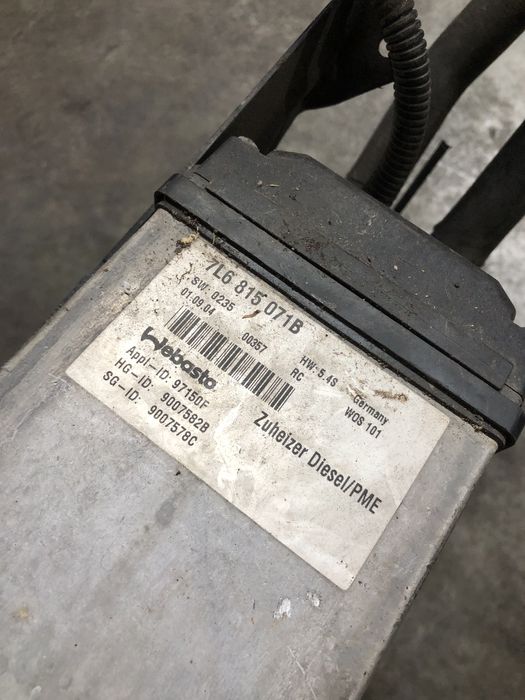 7L6 815 071B
SW: 0235 HW: 5,4S Germany
01.09.04 00357 RC WOS 101
Webasto Zuheizer Diesel/PME
Appl-ID: 97150F
HG-ID: 9007582B
SG-ID: 9007578C